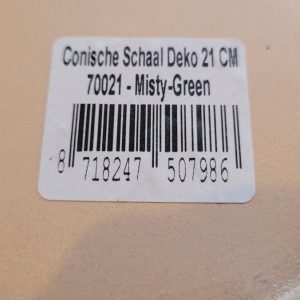 Conische Schaal Deko 21 CM
70021 - Misty-Green
8 718247 507986